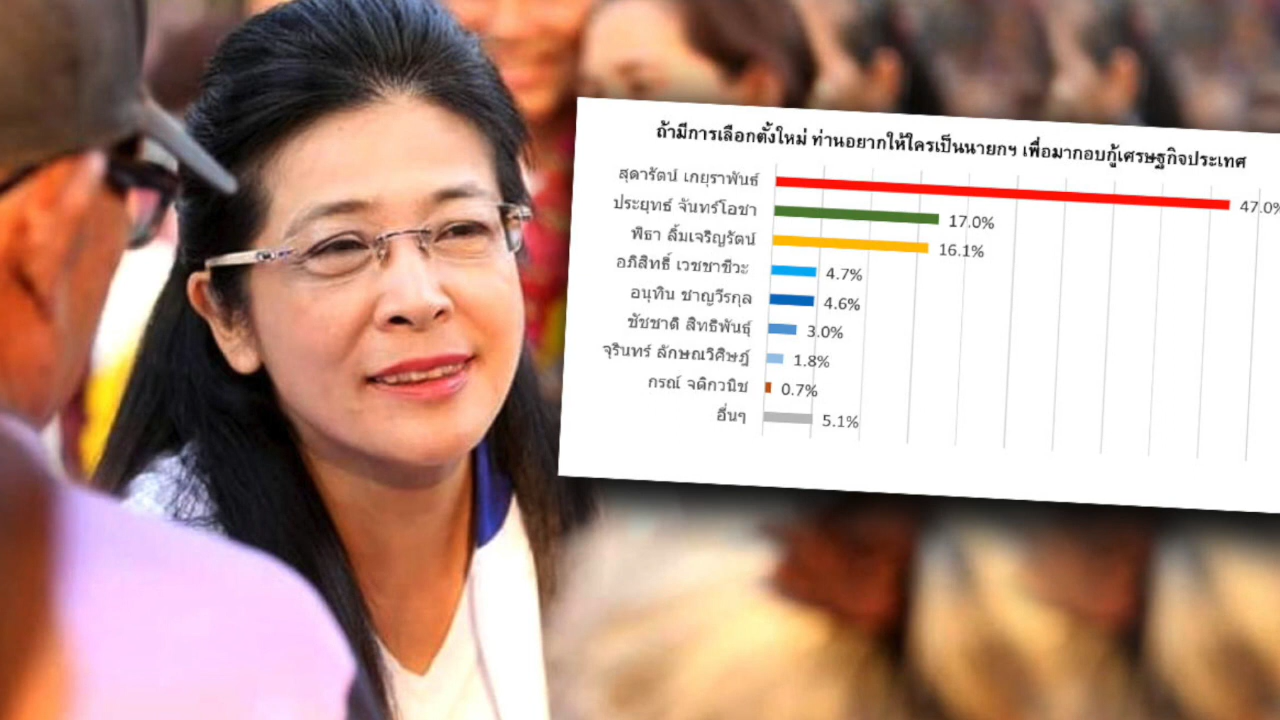 ถ้ามีการเลือกตั้งใหม่ ท่านอยากให้ใครเป็นนายกฯ เพื่อมากอบกู้เศรษฐกิจประเทศ
สุดารัตน์ เกยุราพันธ์ 47.0%
ประยุทธ์ จันทร์โอชา 17.0%
พิธา ลิ้มเจริญรัตน์ 16.1%
อภิสิทธิ์ เวชชาชีวะ 4.7%
อนุทิน ชาญวีรกุล 4.6%
ชัชชาติ สิทธิพันธุ์ 3.0%
จุรินทร์ ลักษณวิศิษฎ์ 1.8%
กรณ์ จติกวนิช 0.7%
อื่นๆ 5.1%